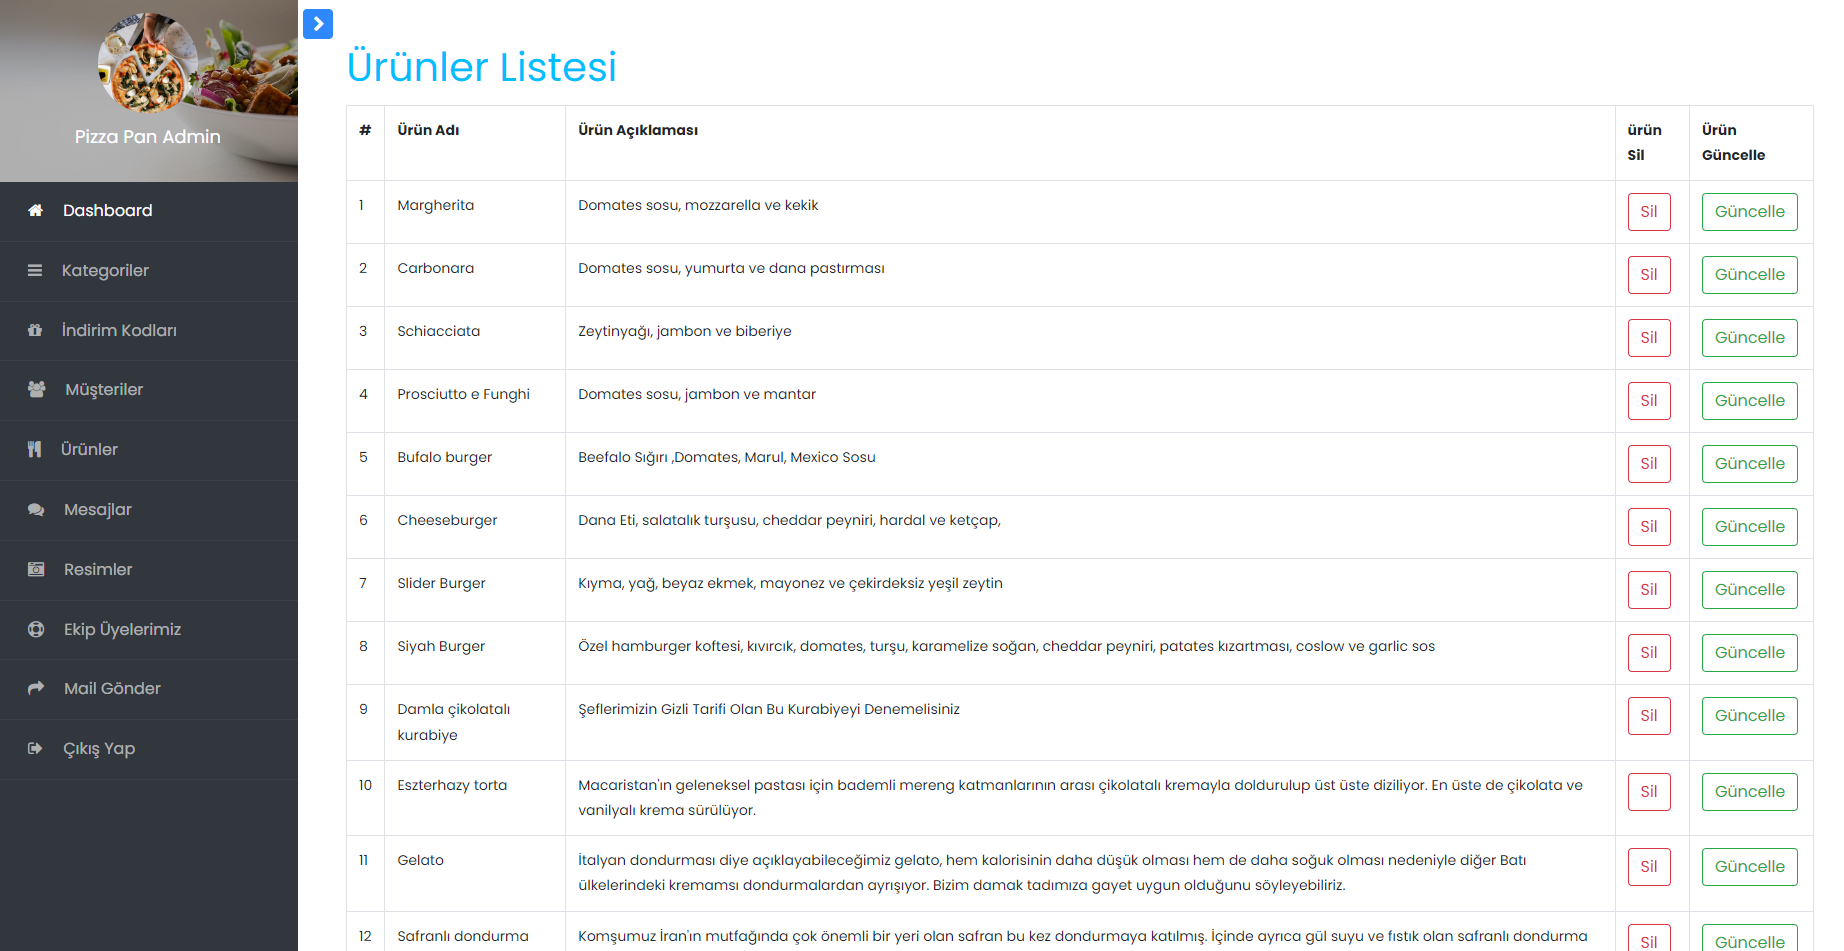 Pizza Pan Admin
Dashboard
Kategoriler
İndirim Kodları
Müşteriler
Ürünler
Mesajlar
Resimler
Ekip Üyelerimiz
Mail Gönder
Çıkış Yap
Ürünler Listesi
# Ürün Adı Ürün Açıklaması ürün Sil Ürün Güncelle
1 Margherita Domates sosu, mozzarella ve kekik Sil Güncelle
2 Carbonara Domates sosu, yumurta ve dana pastırması Sil Güncelle
3 Schiacciata Zeytinyağı, jambon ve biberiye Sil Güncelle
4 Prosciutto e Funghi Domates sosu, jambon ve mantar Sil Güncelle
5 Bufalo burger Beefalo Sığırı ,Domates, Marul, Mexico Sosu Sil Güncelle
6 Cheeseburger Dana Eti, salatalık turşusu, cheddar peyniri, hardal ve ketçap, Sil Güncelle
7 Slider Burger Kıyma, yağ, beyaz ekmek, mayonez ve çekirdeksiz yeşil zeytin Sil Güncelle
8 Siyah Burger Özel hamburger koftesi, kıvırcık, domates, turşu, karamelize soğan, cheddar peyniri, patates kızartması, coslow ve garlic sos Sil Güncelle
9 Damla çikolatalı kurabiye Şeflerimizin Gizli Tarifi Olan Bu Kurabiyeyi Denemelisiniz Sil Güncelle
10 Eszterhazy torta Macaristan'ın geleneksel pastası için bademli mereng katmanlarının arası çikolatalı kremayla doldurulup üst üste diziliyor. En üste de çikolata ve
vanilyalı krema sürülüyor. Sil Güncelle
11 Gelato İtalyan dondurması diye açıklayabileceğimiz gelato, hem kalorisinin daha düşük olması hem de daha soğuk olması nedeniyle diğer Batı
ülkelerindeki kremamsı dondurmalardan ayrışıyor. Bizim damak tadımıza gayet uygun olduğunu söyleyebiliriz. Sil Güncelle
12 Safranlı dondurma Komşumuz İran'ın mutfağında çok önemli bir yeri olan safran bu kez dondurmaya katılmış. İçinde ayrıca gül suyu ve fıstık olan safranlı dondurma Sil Güncelle